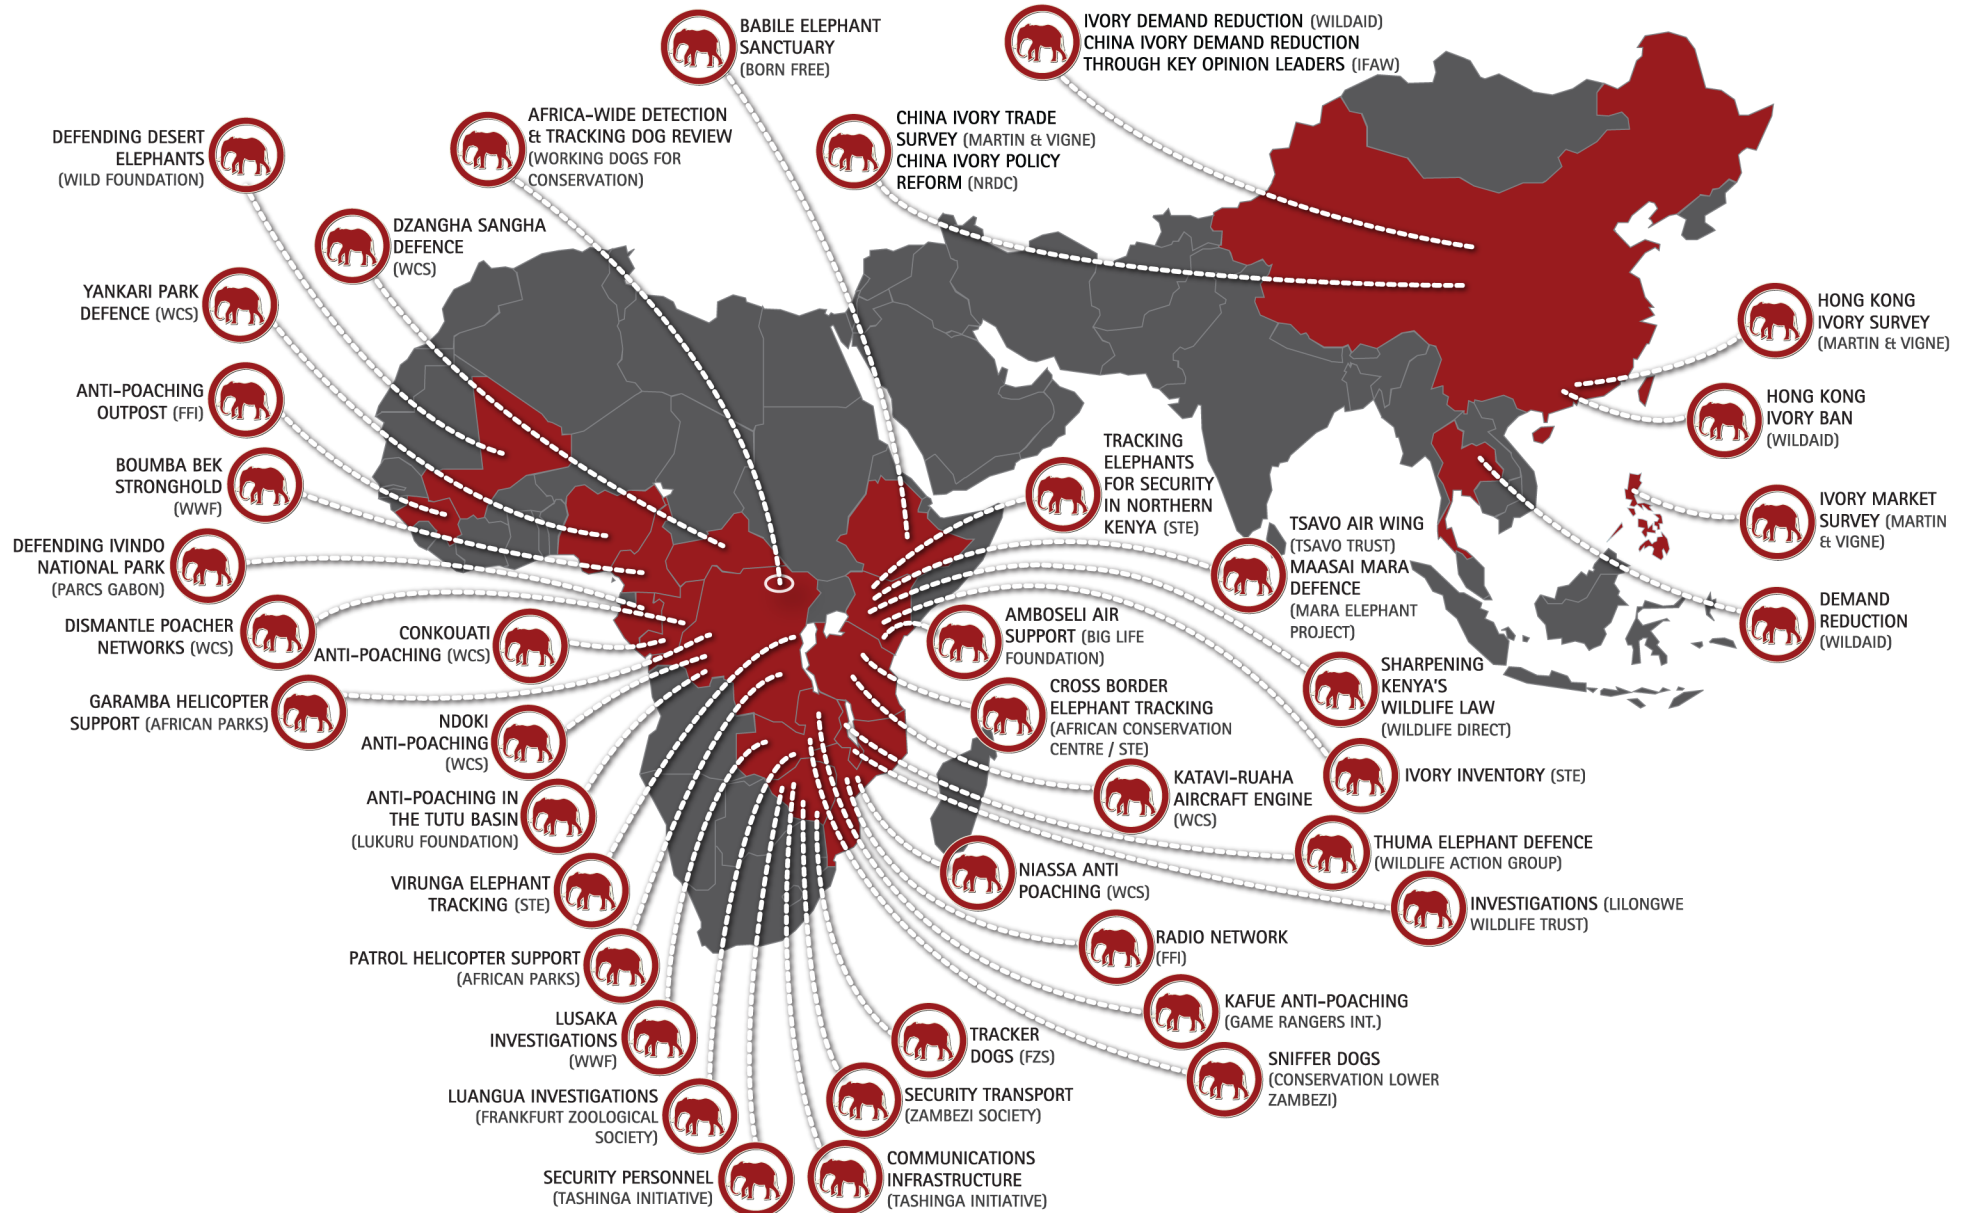 BABILE ELEPHANT
SANCTUARY
(BORN FREE)
IVORY DEMAND REDUCTION (WILDAID)
CHINA IVORY DEMAND REDUCTION
THROUGH KEY OPINION LEADERS (IFAW)
AFRICA-WIDE DETECTION
& TRACKING DOG REVIEW
(WORKING DOGS FOR
CONSERVATION)
CHINA IVORY TRADE
SURVEY (MARTIN & VIGNE)
CHINA IVORY POLICY
REFORM (NRDC)
DEFENDING DESERT
ELEPHANTS
(WILD FOUNDATION)
DZANGHA SANGHA
DEFENCE
(WCS)
YANKARI PARK
DEFENCE (WCS)
HONG KONG
IVORY SURVEY
(MARTIN & VIGNE)
ANTI-POACHING
OUTPOST (FFI)
HONG KONG
IVORY BAN
(WILDAID)
BOUMBA BEK
STRONGHOLD
(WWF)
TRACKING
ELEPHANTS
FOR SECURITY
IN NORTHERN
KENYA (STE)
IVORY MARKET
SURVEY (MARTIN
& VIGNE)
TSAVO AIR WING
(TSAVO TRUST)
MAASAI MARA
DEFENCE
(MARA ELEPHANT
PROJECT)
DEFENDING IVINDO
NATIONAL PARK
(PARCS GABON)
DEMAND
REDUCTION
(WILDAID)
DISMANTLE POACHER
NETWORKS (WCS)
CONKOUATI
ANTI-POACHING (WCS)
AMBOSELI AIR
SUPPORT (BIG LIFE
FOUNDATION)
SHARPENING
KENYA'S
WILDLIFE LAW
(WILDLIFE DIRECT)
CROSS BORDER
ELEPHANT TRACKING
(AFRICAN CONSERVATION
CENTRE / STE)
GARAMBA HELICOPTER
SUPPORT (AFRICAN PARKS)
NDOKI
ANTI-POACHING
(WCS)
KATAVI-RUAHA
AIRCRAFT ENGINE
(WCS)
IVORY INVENTORY (STE)
ANTI-POACHING IN
THE TUTU BASIN
(LUKURU FOUNDATION)
THUMA ELEPHANT DEFENCE
(WILDLIFE ACTION GROUP)
NIASSA ANTI
POACHING (WCS)
VIRUNGA ELEPHANT
TRACKING (STE)
INVESTIGATIONS (LILONGWE
WILDLIFE TRUST)
RADIO NETWORK
(FFI)
PATROL HELICOPTER SUPPORT
(AFRICAN PARKS)
KAFUE ANTI-POACHING
(GAME RANGERS INT.)
LUSAKA
INVESTIGATIONS
(WWF)
TRACKER
DOGS (FZS)
SNIFFER DOGS
(CONSERVATION LOWER
ZAMBEZI)
LUANGUA INVESTIGATIONS
(FRANKFURT ZOOLOGICAL
SOCIETY)
SECURITY TRANSPORT
(ZAMBEZI SOCIETY)
SECURITY PERSONNEL
(TASHINGA INITIATIVE)
COMMUNICATIONS
INFRASTRUCTURE
(TASHINGA INITIATIVE)